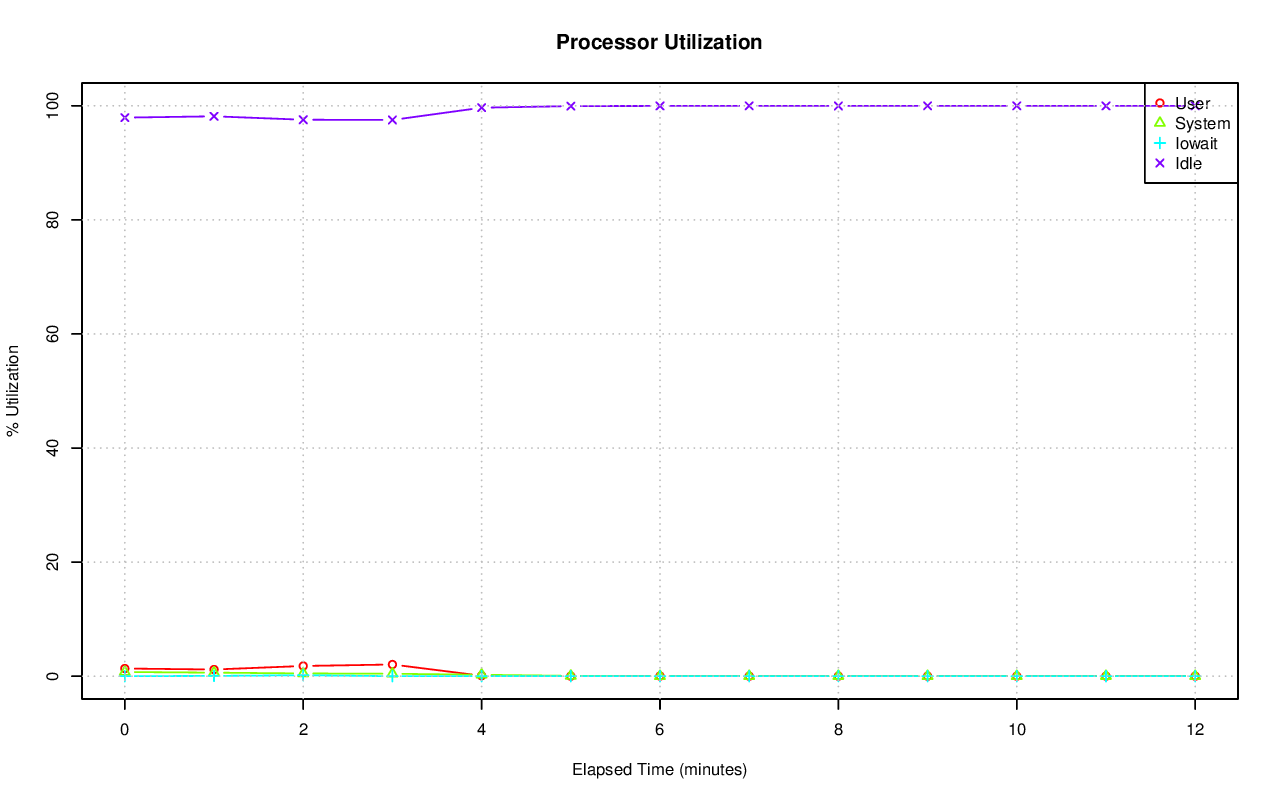 Processor Utilization
% Utilization
100
80
60
40
20
0
User
System
Iowait
Idle
0 2 4 6 8 10 12
Elapsed Time (minutes)